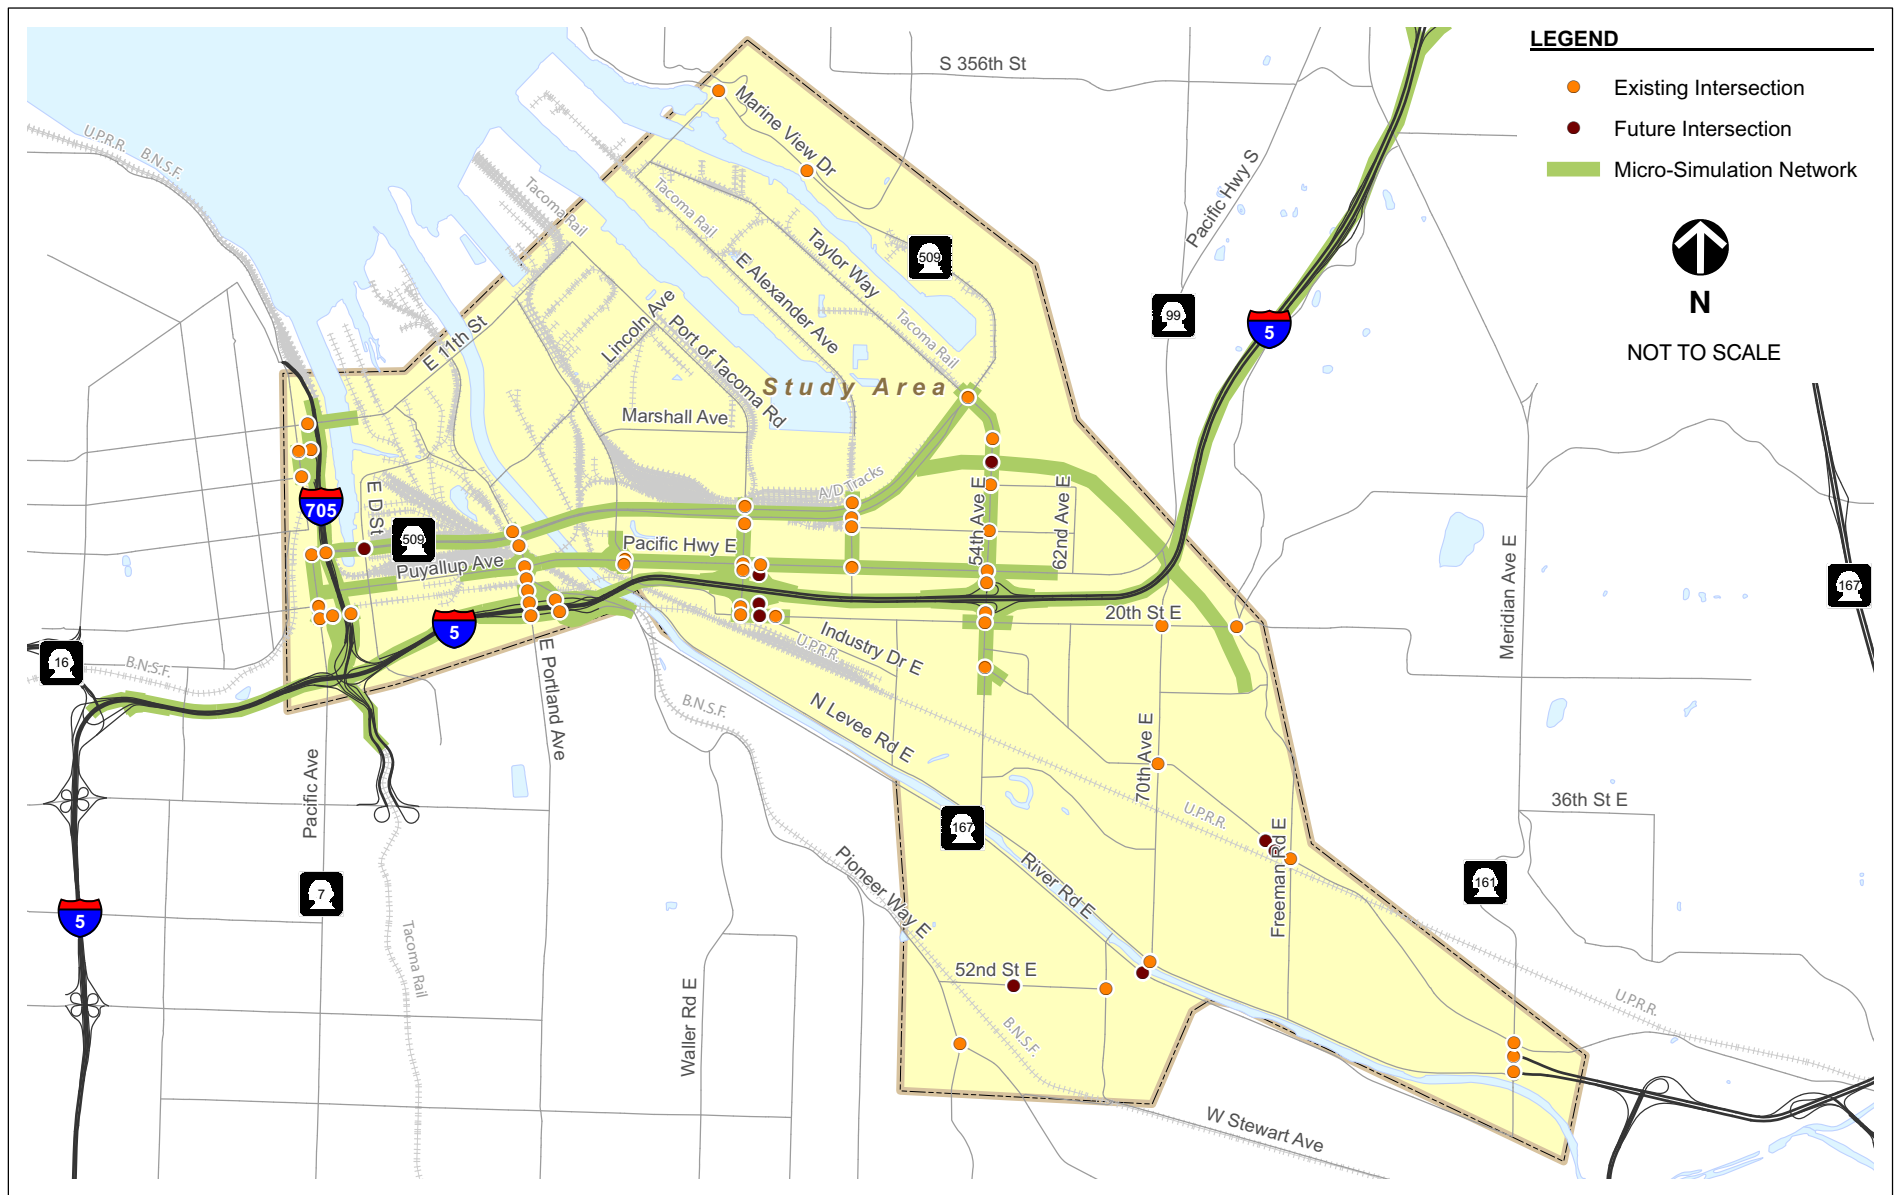 LEGEND
Existing Intersection
Future Intersection
Micro-Simulation Network
N
NOT TO SCALE
S 356th St
Marine View Dr
U.P.R.R.
B.N.S.F.
Tacoma Rail
Tacoma Rail
Pacific Hwy S
Taylor Way
509
E Alexander Ave
Tacoma Rail
99
5
Lincoln Ave
Port of Tacoma Rd
E 11th St
Study Area
Marshall Ave
A/D Tracks
705
E D St
509
Puyallup Ave
Pacific Hwy E
54th Ave E
62nd Ave E
Meridian Ave E
167
20th St E
5
Industry Dr E
U.P.R.R.
16
B.N.S.F.
E Portland Ave
B.N.S.F.
N Levee Rd E
70th Ave E
Pacific Ave
U.P.R.R.
36th St E
167
Freeman Rd E
River Rd E
Pioneer Way E
161
7
5
Tacoma Rail
52nd St E
U.P.R.R.
Waller Rd E
B.N.S.F.
W Stewart Ave